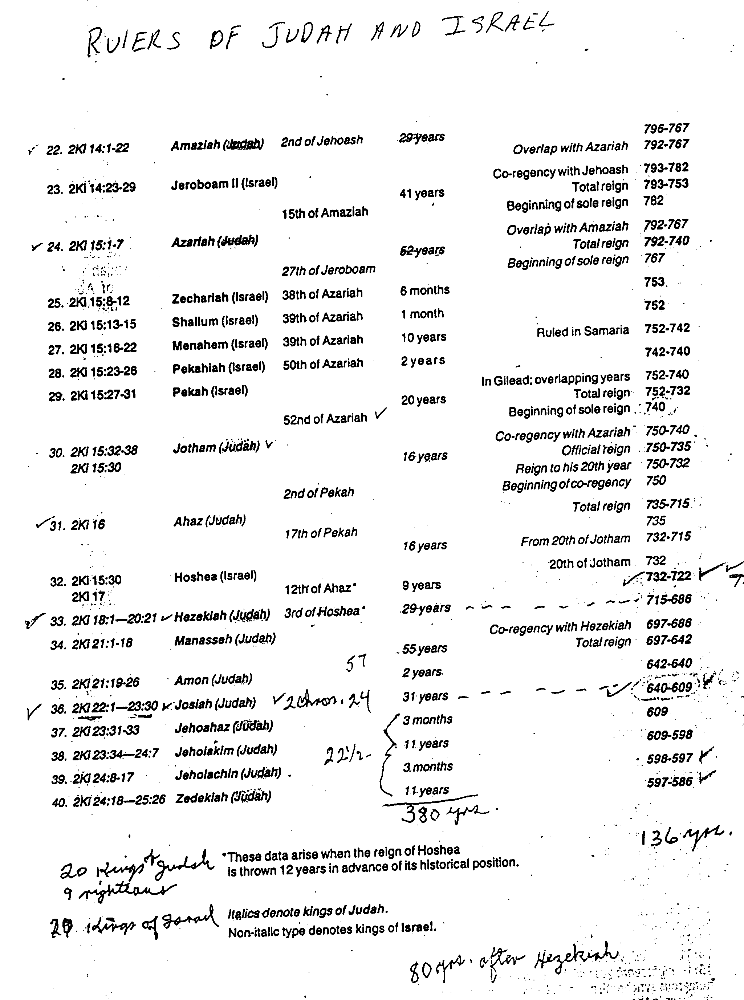 RULERS OF JUDAH AND ISRAEL
796-767
22. 2Ki 14:1-22 Amaziah (Judah) 2nd of Jehoash 29 years
Overlap with Azariah 792-767
Co-regency with Jehoash 793-782
23. 2Ki 14:23-29 Jeroboam II (Israel) Total reign 793-753
41 years
Beginning of sole reign 782
15th of Amaziah
Overlap with Amaziah 792-767
24. 2Ki 15:1-7 Azariah (Judah) Total reign 792-740
52 years
Beginning of sole reign 767
27th of Jeroboam
753
25. 2Ki 15:8-12 Zechariah (Israel) 38th of Azariah 6 months
752
26. 2Ki 15:13-15 Shallum (Israel) 39th of Azariah 1 month
27. 2Ki 15:16-22 Menahem (Israel) 39th of Azariah 10 years Ruled in Samaria 752-742
742-740
28. 2Ki 15:23-26 Pekahiah (Israel) 50th of Azariah 2 years
In Gilead; overlapping years 752-740
29. 2Ki 15:27-31 Pekah (Israel) Total reign 752-732
20 years
Beginning of sole reign 740
52nd of Azariah ✓
Co-regency with Azariah 750-740
30. 2Ki 15:32-38 Jotham (Judah) ✓ Official reign 750-735
16 years
2Ki 15:30 Reign to his 20th year 750-732
Beginning of co-regency 750
2nd of Pekah
Total reign 735-715
31. 2Ki 16 Ahaz (Judah) 735
17th of Pekah
16 years From 20th of Jotham 732-715
20th of Jotham 732
32. 2Ki 15:30 Hoshea (Israel) 732-722
2Ki 17 12th of Ahaz* 9 years
715-686
33. 2Ki 18:1—20:21 Hezekiah (Judah) 3rd of Hoshea* 29 years
Co-regency with Hezekiah 697-686
34. 2Ki 21:1-18 Manasseh (Judah) Total reign 697-642
55 years
57
642-640
35. 2Ki 21:19-26 Amon (Judah) 2 years
640-609
36. 2Ki 22:1—23:30 Josiah (Judah) ✓ 2 Chron. 24 31 years
609
37. 2Ki 23:31-33 Jehoahaz (Judah) 3 months
609-598
38. 2Ki 23:34—24:7 Jehoiakim (Judah) 22 1/2 - 11 years
598-597
39. 2Ki 24:8-17 Jehoiachin (Judah) 3 months
597-586
40. 2Ki 24:18—25:26 Zedekiah (Judah) 11 years
380 yrs.
136 yrs.
20 Kings of Judah
*These data arise when the reign of Hoshea
is thrown 12 years in advance of its historical position.
9 righteous
Kings of Israel
Italics denote kings of Judah.
Non-italic type denotes kings of Israel.
80 yrs. after Hezekiah